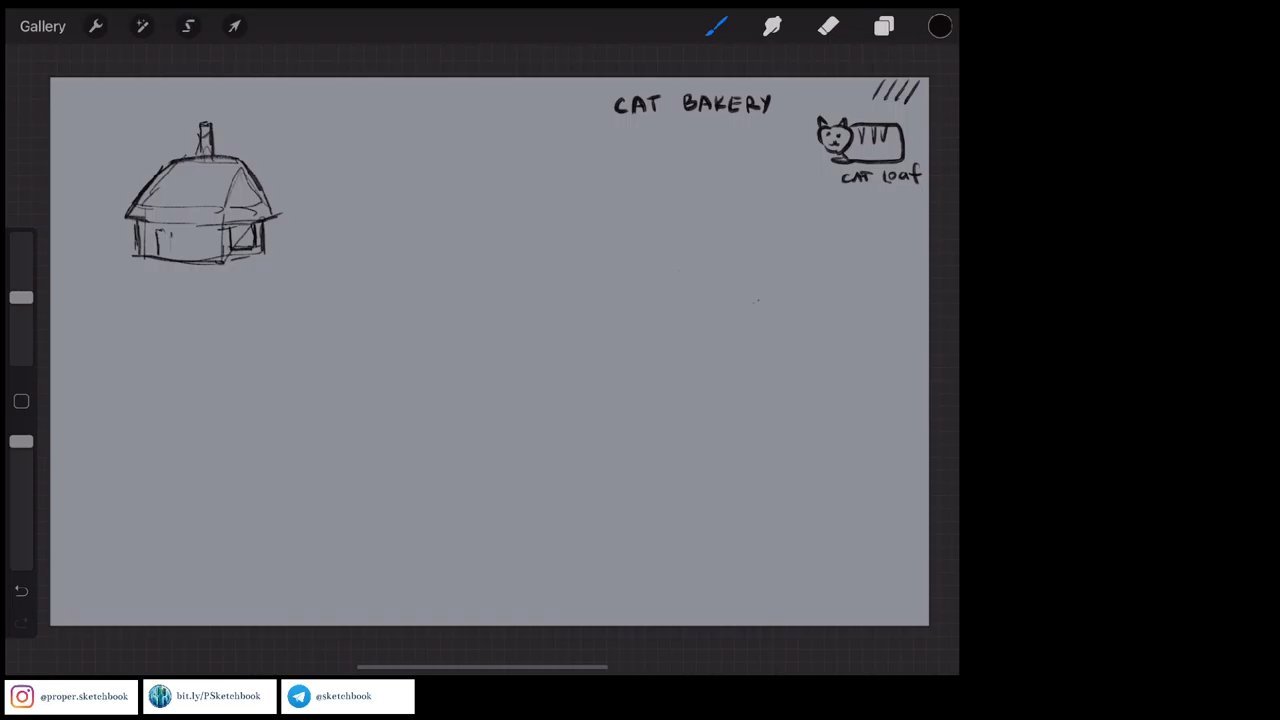 Gallery
CAT BAKERY
CAT Loaf
@proper.sketchbook
bit.ly/PSketchbook
@sketchbook